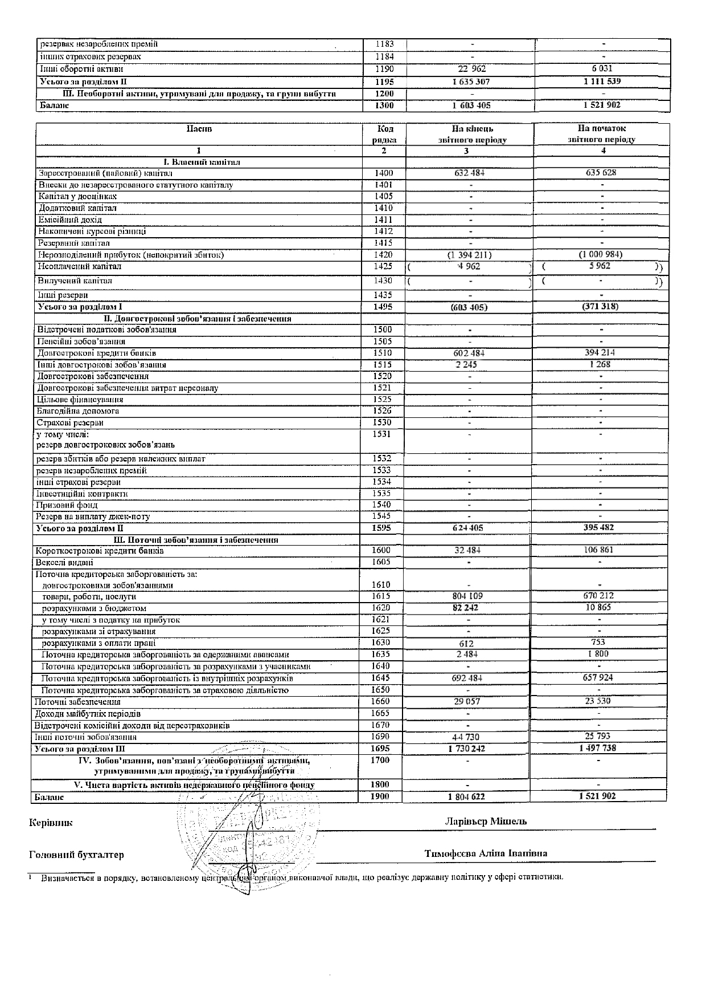 резервах незароблених премій 1183 - -
інших страхових резервах 1184 - -
Інші оборотні активи 1190 22 962 6 031
Усього за розділом II 1195 1 635 307 1 111 539
III. Необоротні активи, утримувані для продажу, та групи вибуття 1200 - -
Баланс 1300 1 603 405 1 521 902
Пасив Код На кінець На початок
рядка звітного періоду звітного періоду
1 2 3 4
I. Власний капітал
Зареєстрований (пайовий) капітал 1400 632 484 635 628
Внески до незареєстрованого статутного капіталу 1401 - -
Капітал у дооцінках 1405 - -
Додатковий капітал 1410 - -
Емісійний дохід 1411 - -
Накопичені курсові різниці 1412 - -
Резервний капітал 1415 - -
Нерозподілений прибуток (непокритий збиток) 1420 (1 394 211) (1 000 984)
Неоплачений капітал 1425 ( 4 962 ) ( 5 962 ))
Вилучений капітал 1430 ( - ) ( - ))
Інші резерви 1435 - -
Усього за розділом I 1495 (603 405) (371 318)
II. Довгострокові зобов’язання і забезпечення
Відстрочені податкові зобов'язання 1500 - -
Пенсійні зобов’язання 1505 - -
Довгострокові кредити банків 1510 602 484 394 214
Інші довгострокові зобов’язання 1515 2 245 1 268
Довгострокові забезпечення 1520 - -
Довгострокові забезпечення витрат персоналу 1521 - -
Цільове фінансування 1525 - -
Благодійна допомога 1526 - -
Страхові резерви 1530 - -
у тому числі: 1531 - -
резерв довгострокових зобов’язань
резерв збитків або резерв належних виплат 1532 - -
резерв незароблених премій 1533 - -
інші страхові резерви 1534 - -
Інвестиційні контракти 1535 - -
Призовий фонд 1540 - -
Резерв на виплату джек-поту 1545 - -
Усього за розділом II 1595 624 405 395 482
III. Поточні зобов’язання і забезпечення
Короткострокові кредити банків 1600 32 484 106 861
Векселі видані 1605 - -
Поточна кредиторська заборгованість за:
довгостроковими зобов'язаннями 1610 - -
товари, роботи, послуги 1615 804 109 670 212
розрахунками з бюджетом 1620 82 242 10 865
у тому числі з податку на прибуток 1621 - -
розрахунками зі страхування 1625 - -
розрахунками з оплати праці 1630 612 753
Поточна кредиторська заборгованість за одержаними авансами 1635 2 484 1 800
Поточна кредиторська заборгованість за розрахунками з учасниками 1640 - -
Поточна кредиторська заборгованість із внутрішніх розрахунків 1645 692 484 657 924
Поточна кредиторська заборгованість за страховою діяльністю 1650 - -
Поточні забезпечення 1660 29 057 23 530
Доходи майбутніх періодів 1665 - -
Відстрочені комісійні доходи від перестраховиків 1670 - -
Інші поточні зобов'язання 1690 44 730 25 793
Усього за розділом III 1695 1 730 242 1 497 738
IV. Зобов’язання, пов’язані з необоротними активами, 1700 - -
утримуваними для продажу, та групами вибуття
V. Чиста вартість активів недержавного пенсійного фонду 1800 - -
Баланс 1900 1 804 622 1 521 902
Керівник Ларівьєр Мішель
Головний бухгалтер Тимофєєва Аліна Іванівна
1 Визначається в порядку, встановленому центральним органом виконавчої влади, що реалізує державну політику у сфері статистики.